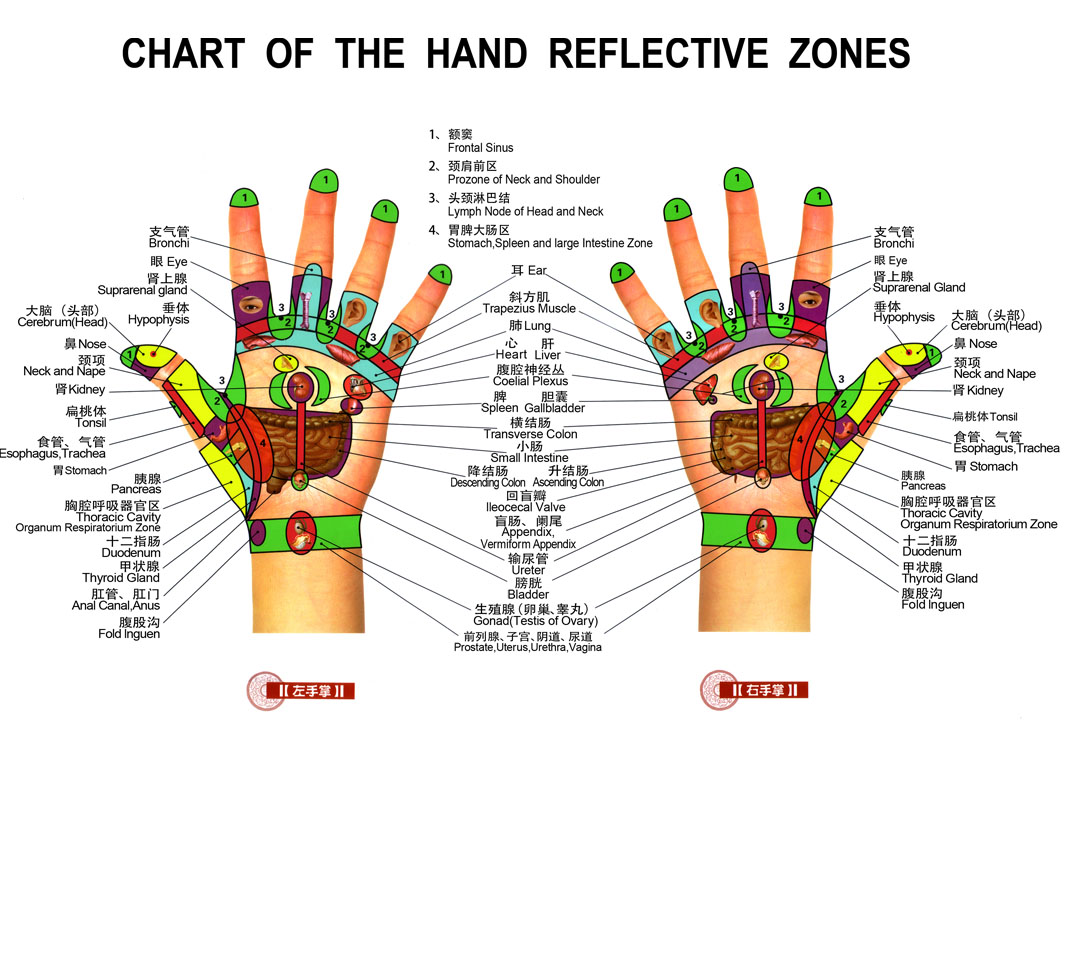 CHART OF THE HAND REFLECTIVE ZONES
1、额窦
Frontal Sinus
2、颈肩前区
Prozone of Neck and Shoulder
3、头颈淋巴结
Lymph Node of Head and Neck
4、胃脾大肠区
Stomach,Spleen and large Intestine Zone
支气管
Bronchi
眼 Eye
肾上腺
Suprarenal gland
大脑（头部）
Cerebrum(Head)
垂体
Hypophysis
鼻 Nose
颈项
Neck and Nape
肾 Kidney
扁桃体
Tonsil
食管、气管
Esophagus,Trachea
胃 Stomach
胰腺
Pancreas
胸腔呼吸器官区
Thoracic Cavity
Organum Respiratorium Zone
十二指肠
Duodenum
甲状腺
Thyroid Gland
肛管、肛门
Anal Canal,Anus
腹股沟
Fold Inguen
1
1
1
1
1
3
2
3
2
3
2
3
2
4
耳 Ear
斜方肌
Trapezius Muscle
肺 Lung
心 肝
Heart Liver
腹腔神经丛
Coelial Plexus
脾 胆囊
Spleen Gallbladder
横结肠
Transverse Colon
小肠
Small Intestine
降结肠 升结肠
Descending Colon Ascending Colon
回盲瓣
Ileocecal Valve
盲肠、阑尾
Appendix,
Vermiform Appendix
输尿管
Ureter
膀胱
Bladder
生殖腺（卵巢、睾丸）
Gonad(Testis of Ovary)
前列腺、子宫、阴道、尿道
Prostate,Uterus,Urethra,Vagina
1
1
1
1
1
3
2
3
2
3
2
3
2
4
支气管
Bronchi
眼 Eye
肾上腺
Suprarenal Gland
垂体
Hypophysis
大脑（头部）
Cerebrum(Head)
鼻 Nose
颈项
Neck and Nape
肾 Kidney
扁桃体 Tonsil
食管、气管
Esophagus,Trachea
胃 Stomach
胰腺
Pancreas
胸腔呼吸器官区
Thoracic Cavity
Organum Respiratorium Zone
十二指肠
Duodenum
甲状腺
Thyroid Gland
腹股沟
Fold Inguen
【左手掌】
【右手掌】